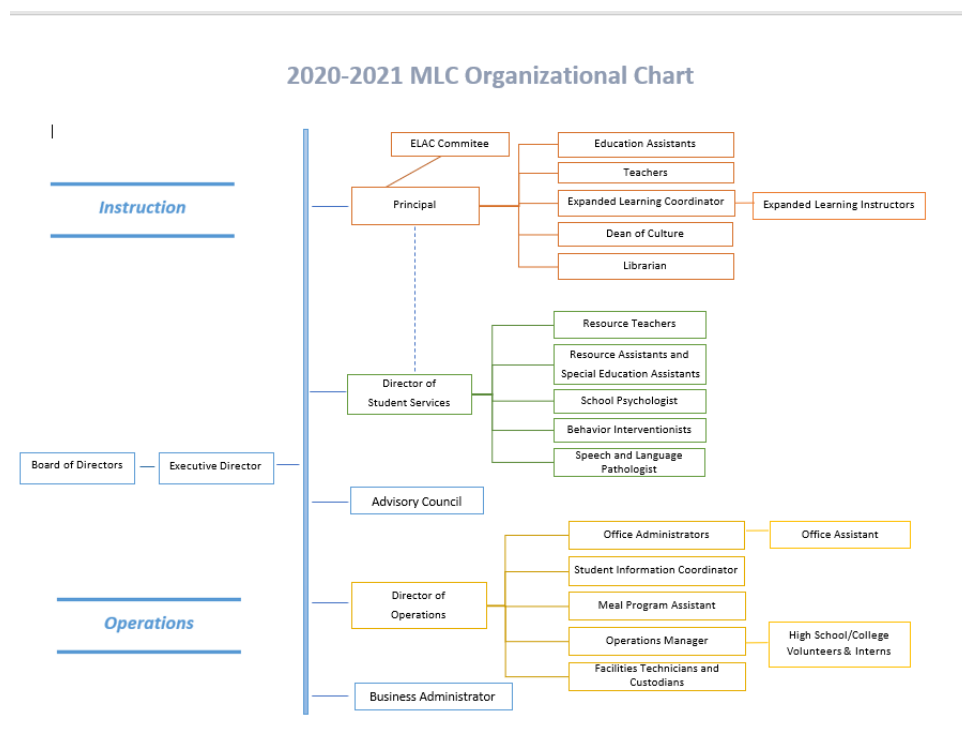 2020-2021 MLC Organizational Chart
ELAC Commitee
Education Assistants
Teachers
Instruction
Principal
Expanded Learning Coordinator
Expanded Learning Instructors
Dean of Culture
Librarian
Resource Teachers
Resource Assistants and
Special Education Assistants
Director of
Student Services
School Psychologist
Behavior Interventionists
Speech and Language
Pathologist
Board of Directors
Executive Director
Advisory Council
Office Administrators
Office Assistant
Student Information Coordinator
Director of
Operations
Meal Program Assistant
Operations
Operations Manager
High School/College
Volunteers & Interns
Facilities Technicians and
Custodians
Business Administrator